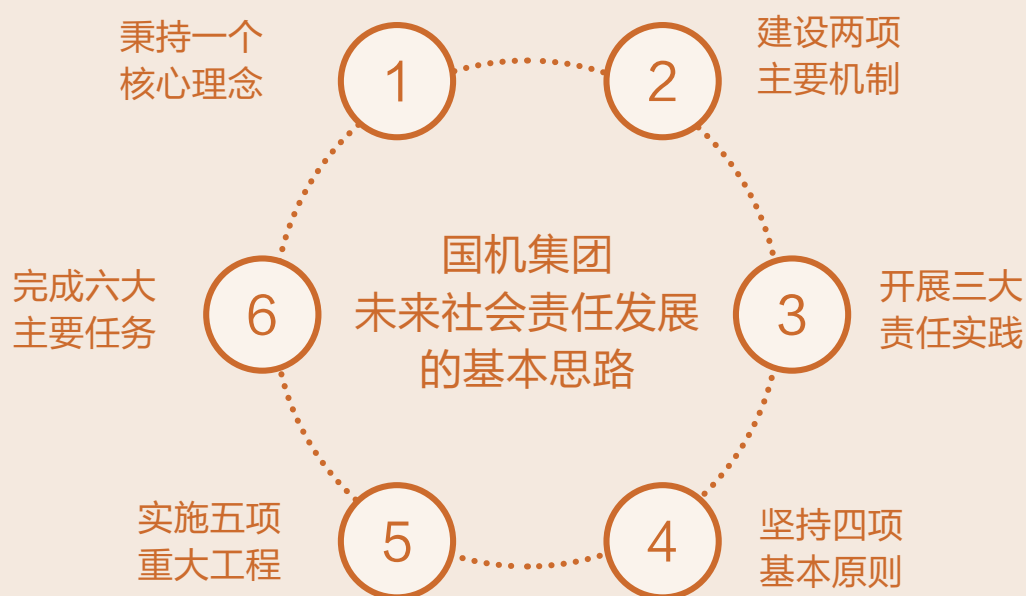 秉持一个
核心理念
1
2
建设两项
主要机制
国机集团
未来社会责任发展
的基本思路
完成六大
主要任务
6
3
开展三大
责任实践
实施五项
重大工程
5
4
坚持四项
基本原则